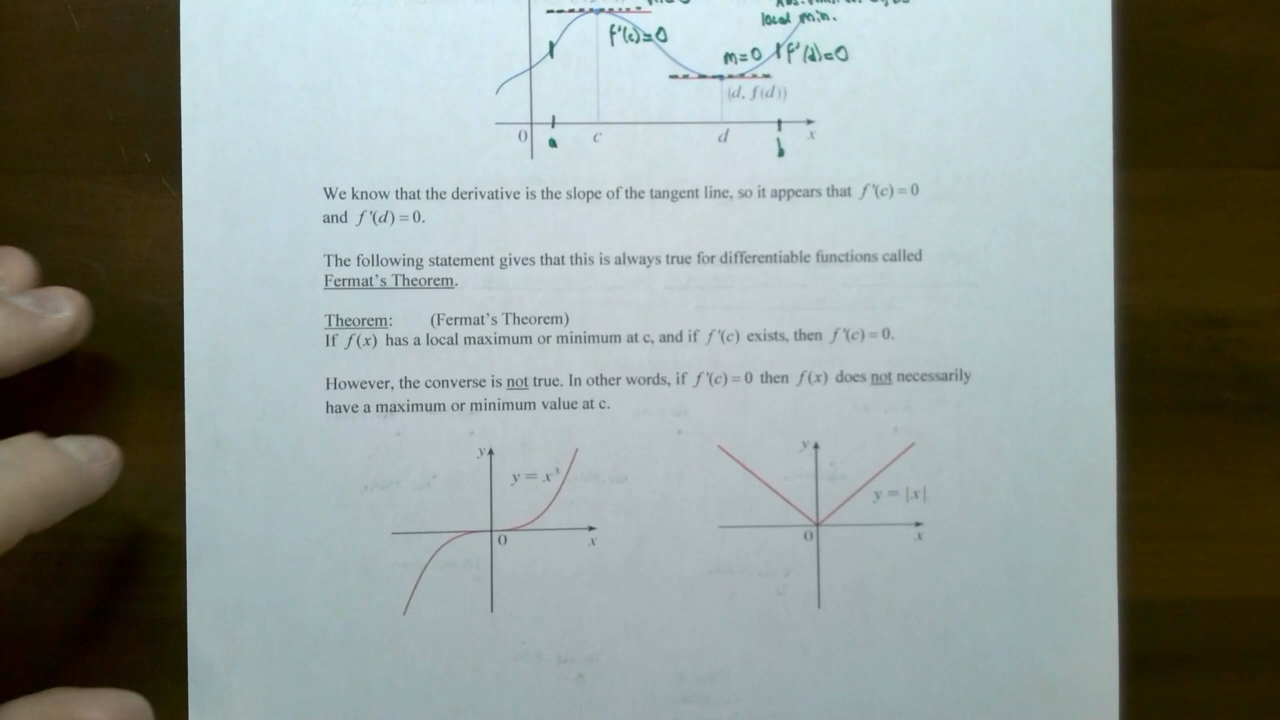 local min.
f'(c)=0
m=0 f'(d)=0
(d, f(d))
0 a c d b x
We know that the derivative is the slope of the tangent line, so it appears that f'(c) = 0
and f'(d) = 0.
The following statement gives that this is always true for differentiable functions called
Fermat's Theorem.
Theorem: (Fermat's Theorem)
If f(x) has a local maximum or minimum at c, and if f'(c) exists, then f'(c) = 0.
However, the converse is not true. In other words, if f'(c) = 0 then f(x) does not necessarily
have a maximum or minimum value at c.
y y
y = x³
y = |x|
0 x 0 x